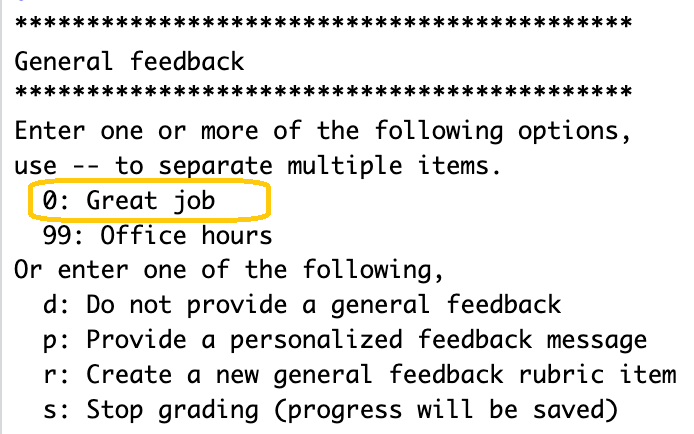 *******************************************
General feedback
*******************************************
Enter one or more of the following options,
use -- to separate multiple items.
0: Great job
99: Office hours
Or enter one of the following,
d: Do not provide a general feedback
p: Provide a personalized feedback message
r: Create a new general feedback rubric item
s: Stop grading (progress will be saved)